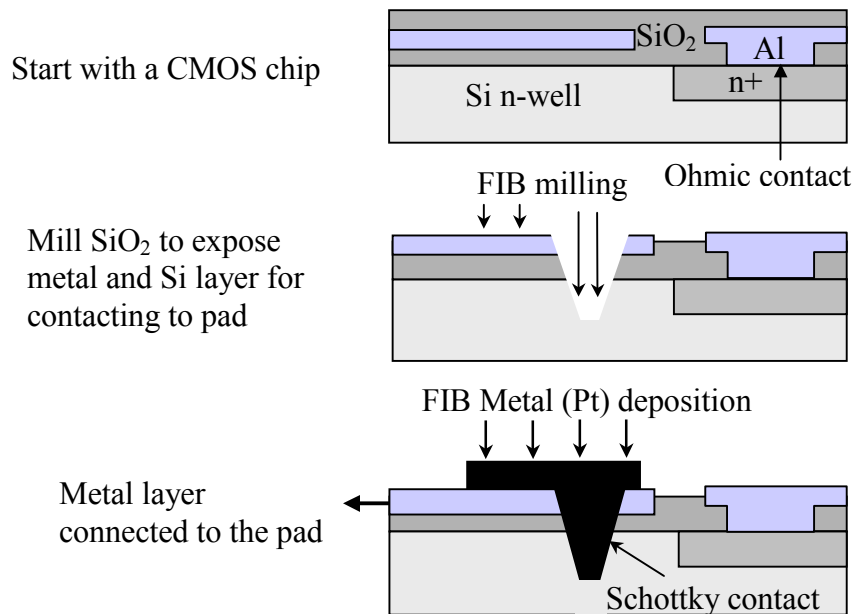 Start with a CMOS chip
SiO₂
Al
n+
Si n-well
Ohmic contact
FIB milling
Mill SiO₂ to expose
metal and Si layer for
contacting to pad
FIB Metal (Pt) deposition
Metal layer
connected to the pad
Schottky contact